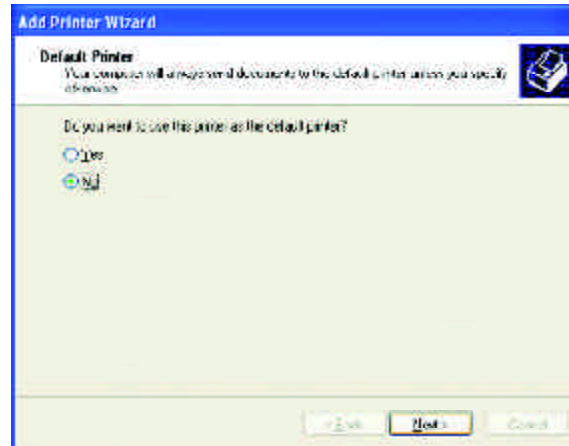 Add Printer Wizard
Default Printer
Your computer will always send documents to the default printer unless you specify
otherwise.
Do you want to use this printer as the default printer?
Yes
No
< Back
Next >
Cancel